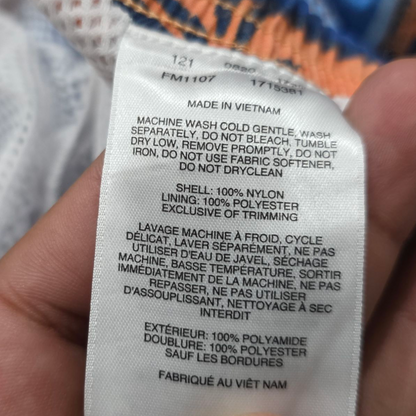 121 0820
FM1107 1715381
MADE IN VIETNAM
MACHINE WASH COLD GENTLE, WASH
SEPARATELY, DO NOT BLEACH, TUMBLE
DRY LOW, REMOVE PROMPTLY, DO NOT
IRON, DO NOT USE FABRIC SOFTENER,
DO NOT DRYCLEAN
SHELL: 100% NYLON
LINING: 100% POLYESTER
EXCLUSIVE OF TRIMMING
LAVAGE MACHINE À FROID, CYCLE
DÉLICAT, LAVER SÉPARÉMENT, NE PAS
UTILISER D'EAU DE JAVEL, SÉCHAGE
MACHINE, BASSE TEMPÉRATURE, SORTIR
IMMÉDIATEMENT DE LA MACHINE, NE PAS
REPASSER, NE PAS UTILISER
D'ASSOUPLISSANT, NETTOYAGE À SEC
INTERDIT
EXTÉRIEUR: 100% POLYAMIDE
DOUBLURE: 100% POLYESTER
SAUF LES BORDURES
FABRIQUÉ AU VIÊT NAM